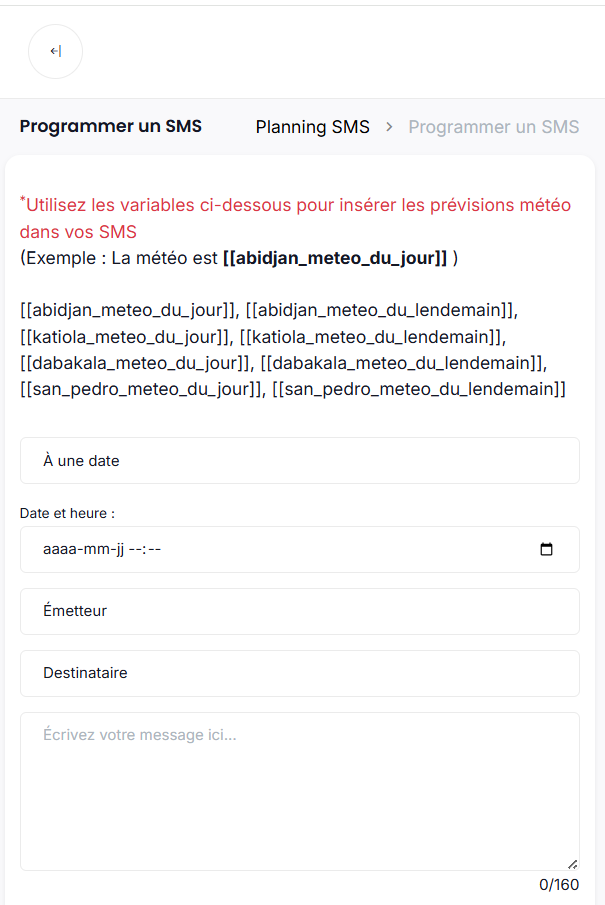 Programmer un SMS
Planning SMS > Programmer un SMS
*Utilisez les variables ci-dessous pour insérer les prévisions météo
dans vos SMS
(Exemple : La météo est [[abidjan_meteo_du_jour]] )
[[abidjan_meteo_du_jour]], [[abidjan_meteo_du_lendemain]],
[[katiola_meteo_du_jour]], [[katiola_meteo_du_lendemain]],
[[dabakala_meteo_du_jour]], [[dabakala_meteo_du_lendemain]],
[[san_pedro_meteo_du_jour]], [[san_pedro_meteo_du_lendemain]]
À une date
Date et heure :
aaaa-mm-jj --:--
Émetteur
Destinataire
Écrivez votre message ici...
0/160